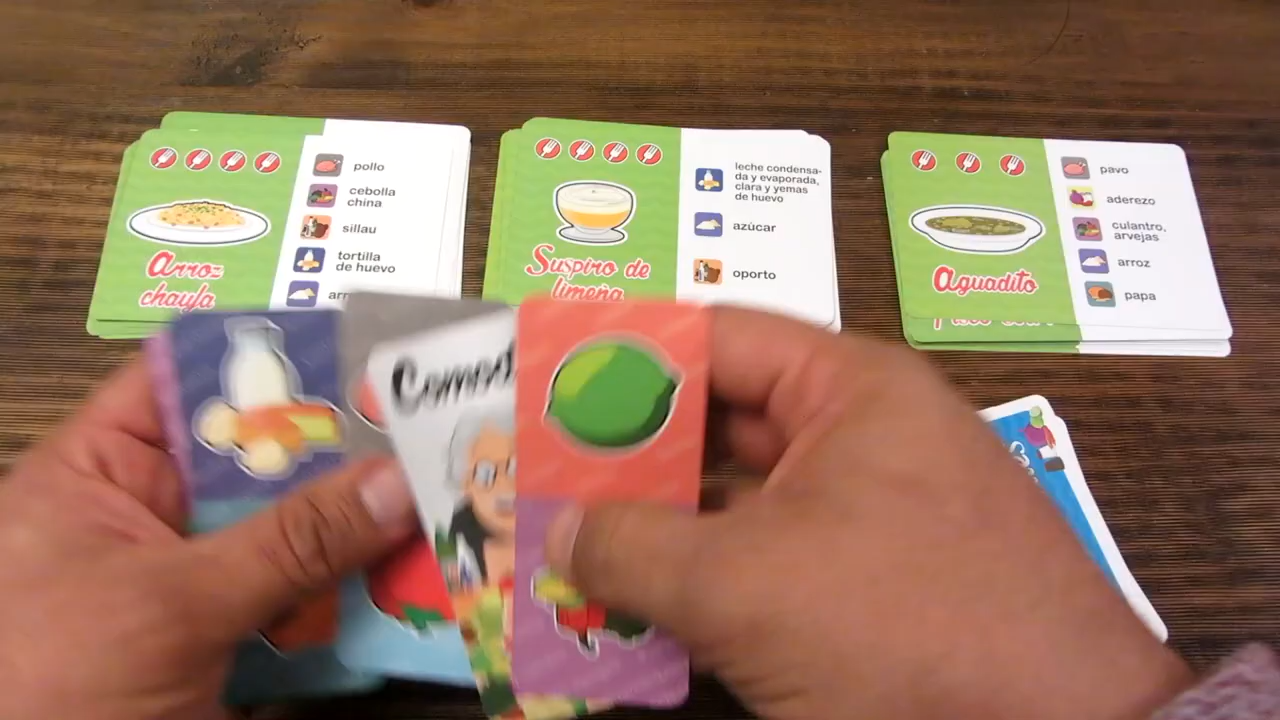 pollo
cebolla
china
sillau
tortilla
de huevo
Arroz
chaufa
leche condensa-
da y evaporada,
clara y yemas
de huevo
azúcar
oporto
Suspiro de
limeña
pavo
aderezo
culantro,
arvejas
arroz
papa
Aguadito